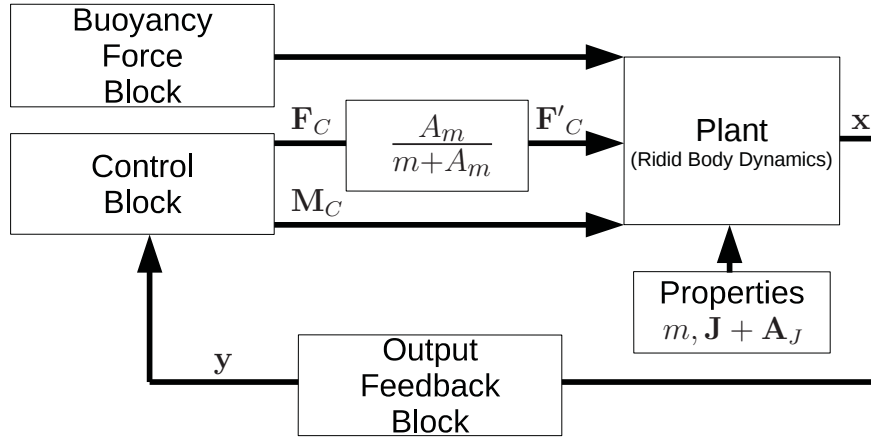 Buoyancy
Force
Block
F_C
A_m
m+A_m
F'_C
Plant
(Ridid Body Dynamics)
x
Control
Block
M_C
Properties
m, J + A_J
y
Output
Feedback
Block